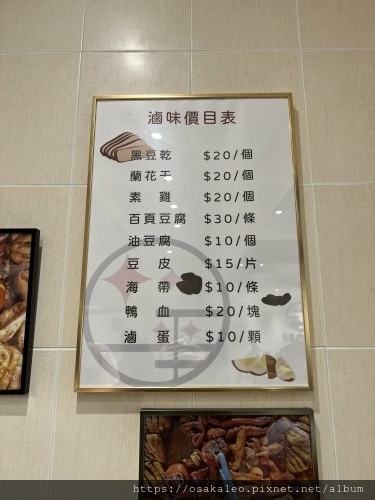 滷味價目表
黑豆乾 $20/個
蘭花干 $20/個
素雞 $20/個
百頁豆腐 $30/條
油豆腐 $10/個
豆皮 $15/片
海帶 $10/條
鴨血 $20/塊
滷蛋 $10/顆
https://osakaleo.pixnet.net/album